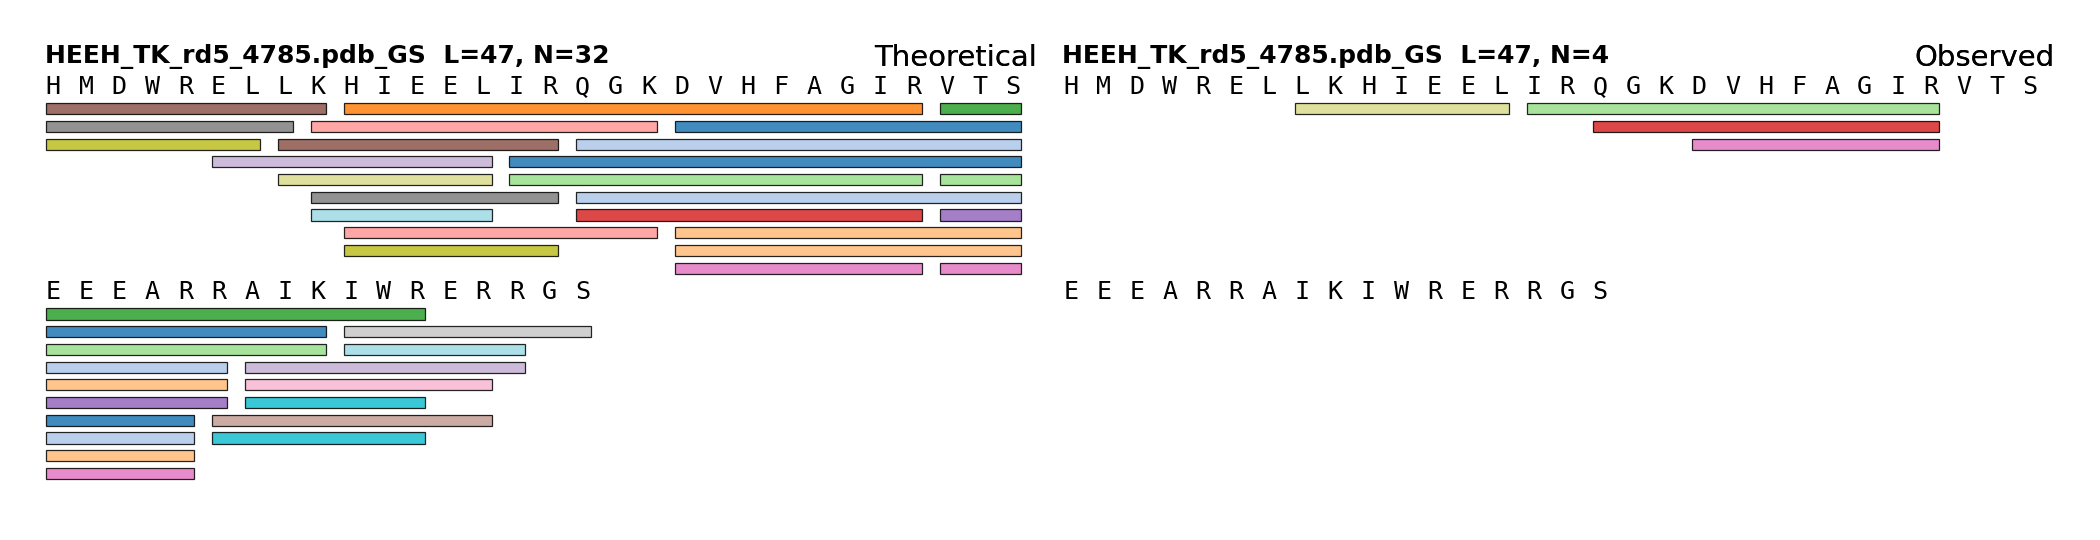 HEEH_TK_rd5_4785.pdb_GS  L=47, N=32
Theoretical
H M D W R E L L K H I E E L I R Q G K D V H F A G I R V T S
E E E A R R A I K I W R E R R G S
HEEH_TK_rd5_4785.pdb_GS  L=47, N=4
Observed
H M D W R E L L K H I E E L I R Q G K D V H F A G I R V T S
E E E A R R A I K I W R E R R G S